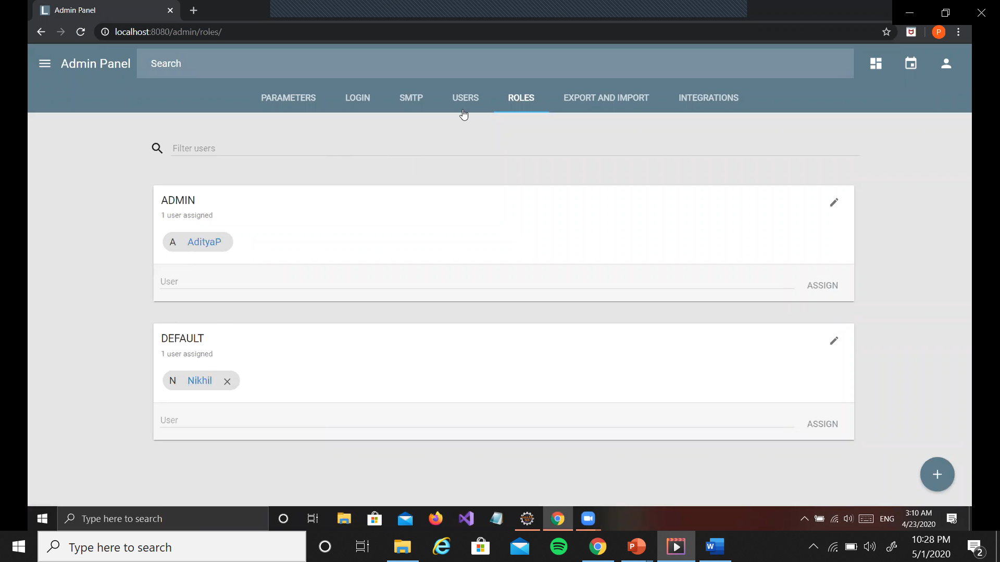 Admin Panel
localhost:8080/admin/roles/
P
Admin Panel
Search
PARAMETERS LOGIN SMTP USERS ROLES EXPORT AND IMPORT INTEGRATIONS
Filter users
ADMIN
1 user assigned
A AdityaP
User
ASSIGN
DEFAULT
1 user assigned
N Nikhil
User
ASSIGN
Type here to search
ENG
3:10 AM
4/23/2020
Type here to search
10:28 PM
5/1/2020
2